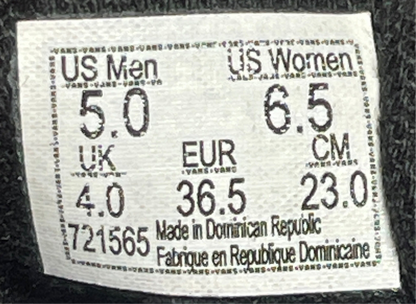 US Men US Women
5.0 6.5
UK EUR CM
4.0 36.5 23.0
721565 Made in Dominican Republic
Fabrique en Republique Dominicaine